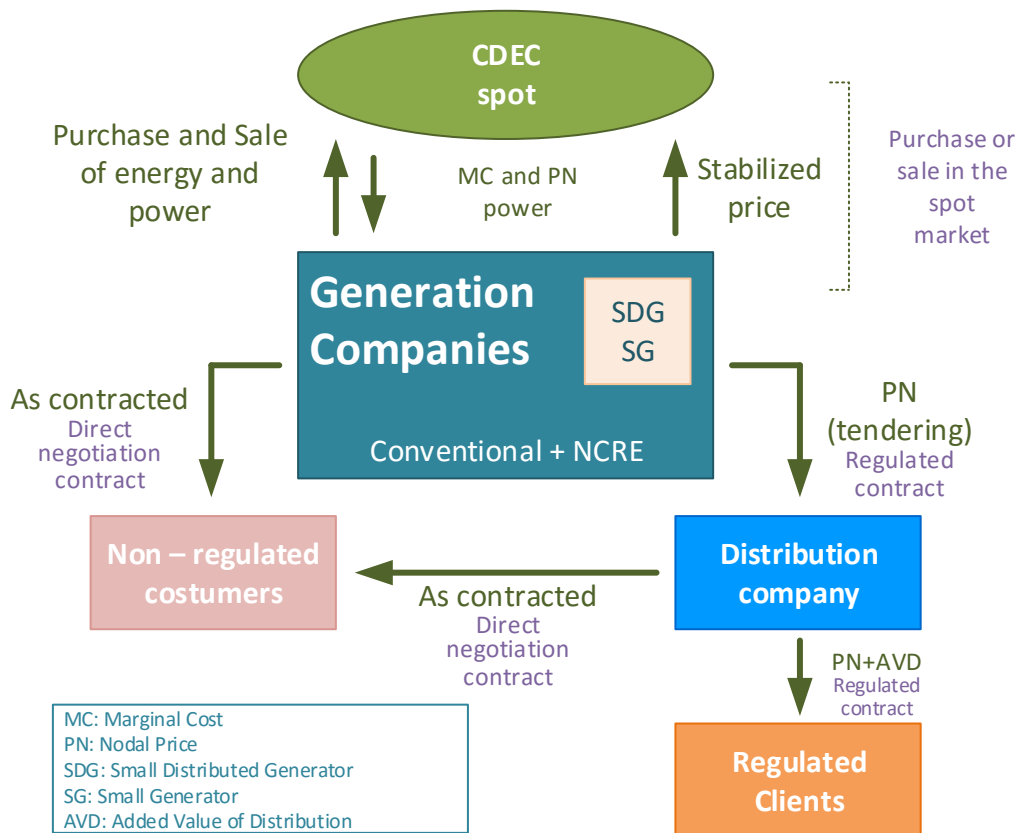 CDEC
spot
Purchase and Sale
of energy and
power
MC and PN
power
Stabilized
price
Purchase or
sale in the
spot
market
Generation
Companies
SDG
SG
Conventional + NCRE
As contracted
Direct
negotiation
contract
PN
(tendering)
Regulated
contract
Non – regulated
costumers
Distribution
company
As contracted
Direct
negotiation
contract
PN+AVD
Regulated
contract
Regulated
Clients
MC: Marginal Cost
PN: Nodal Price
SDG: Small Distributed Generator
SG: Small Generator
AVD: Added Value of Distribution